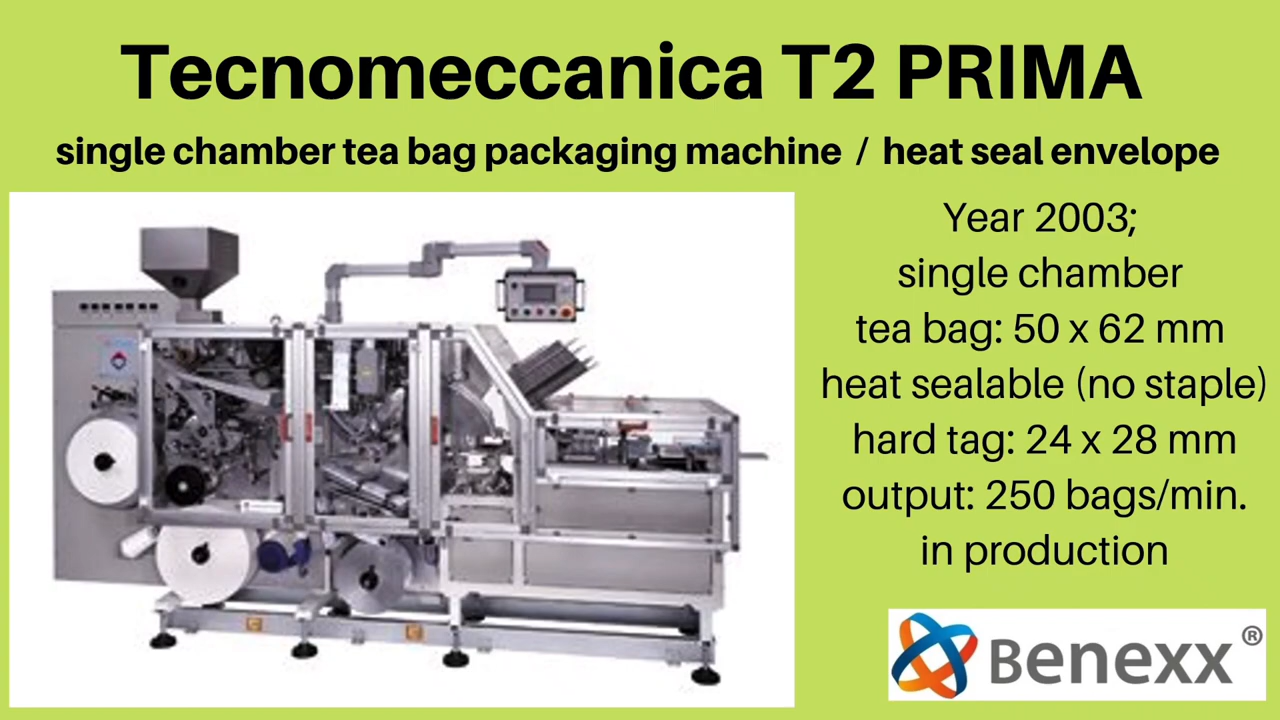 Tecnomeccanica T2 PRIMA
single chamber tea bag packaging machine / heat seal envelope
Year 2003;
single chamber
tea bag: 50 x 62 mm
heat sealable (no staple)
hard tag: 24 x 28 mm
output: 250 bags/min.
in production
Benexx®